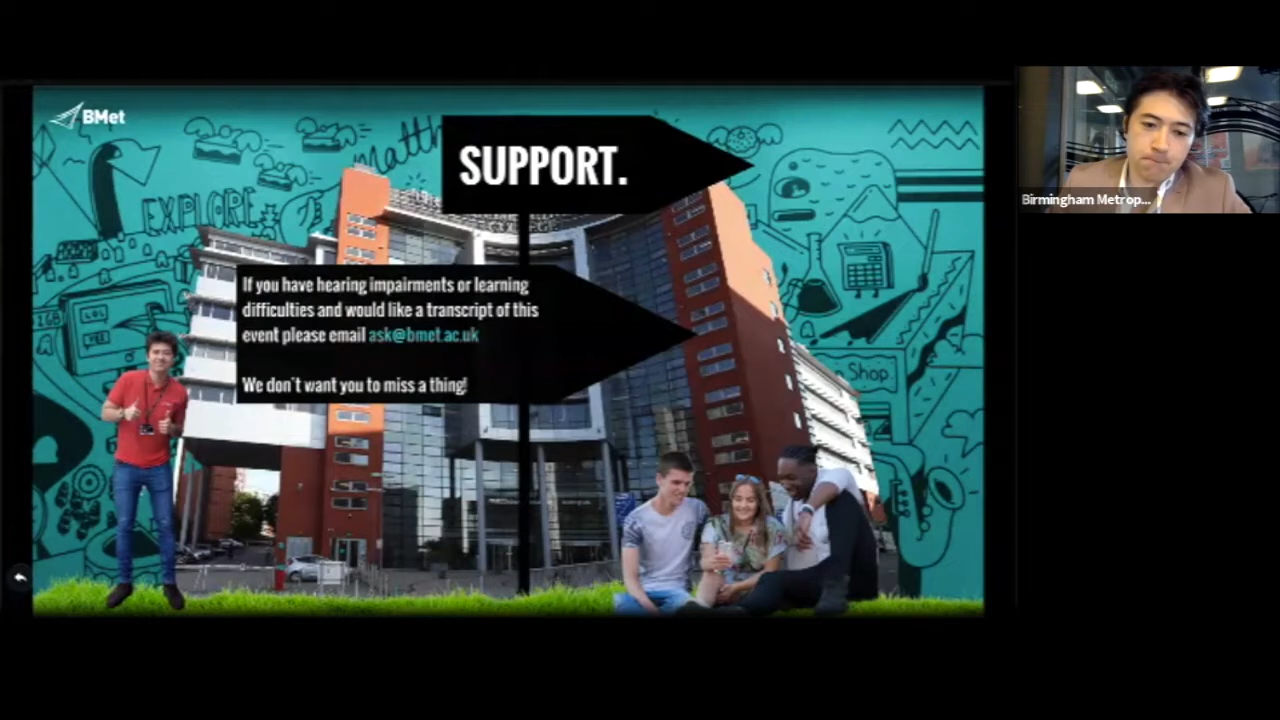 BMet
SUPPORT.
EXPLORE
If you have hearing impairments or learning
difficulties and would like a transcript of this
event please email ask@bmet.ac.uk
We don't want you to miss a thing!
Shop.
Birmingham Metrop...